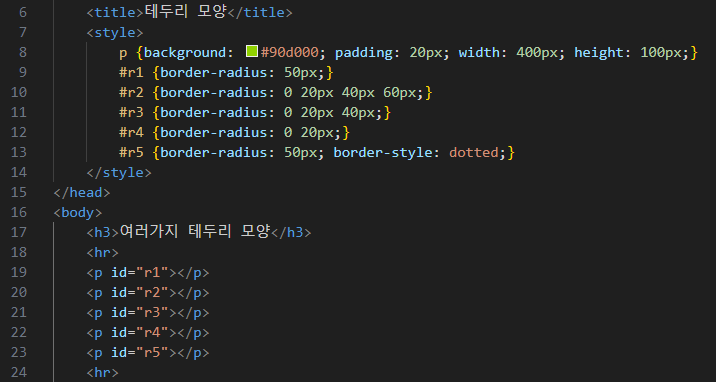 6 <title>테두리 모양</title>
7 <style>
8 p {background: #90d000; padding: 20px; width: 400px; height: 100px;}
9 #r1 {border-radius: 50px;}
10 #r2 {border-radius: 0 20px 40px 60px;}
11 #r3 {border-radius: 0 20px 40px;}
12 #r4 {border-radius: 0 20px;}
13 #r5 {border-radius: 50px; border-style: dotted;}
14 </style>
15 </head>
16 <body>
17 <h3>여러가지 테두리 모양</h3>
18 <hr>
19 <p id="r1"></p>
20 <p id="r2"></p>
21 <p id="r3"></p>
22 <p id="r4"></p>
23 <p id="r5"></p>
24 <hr>